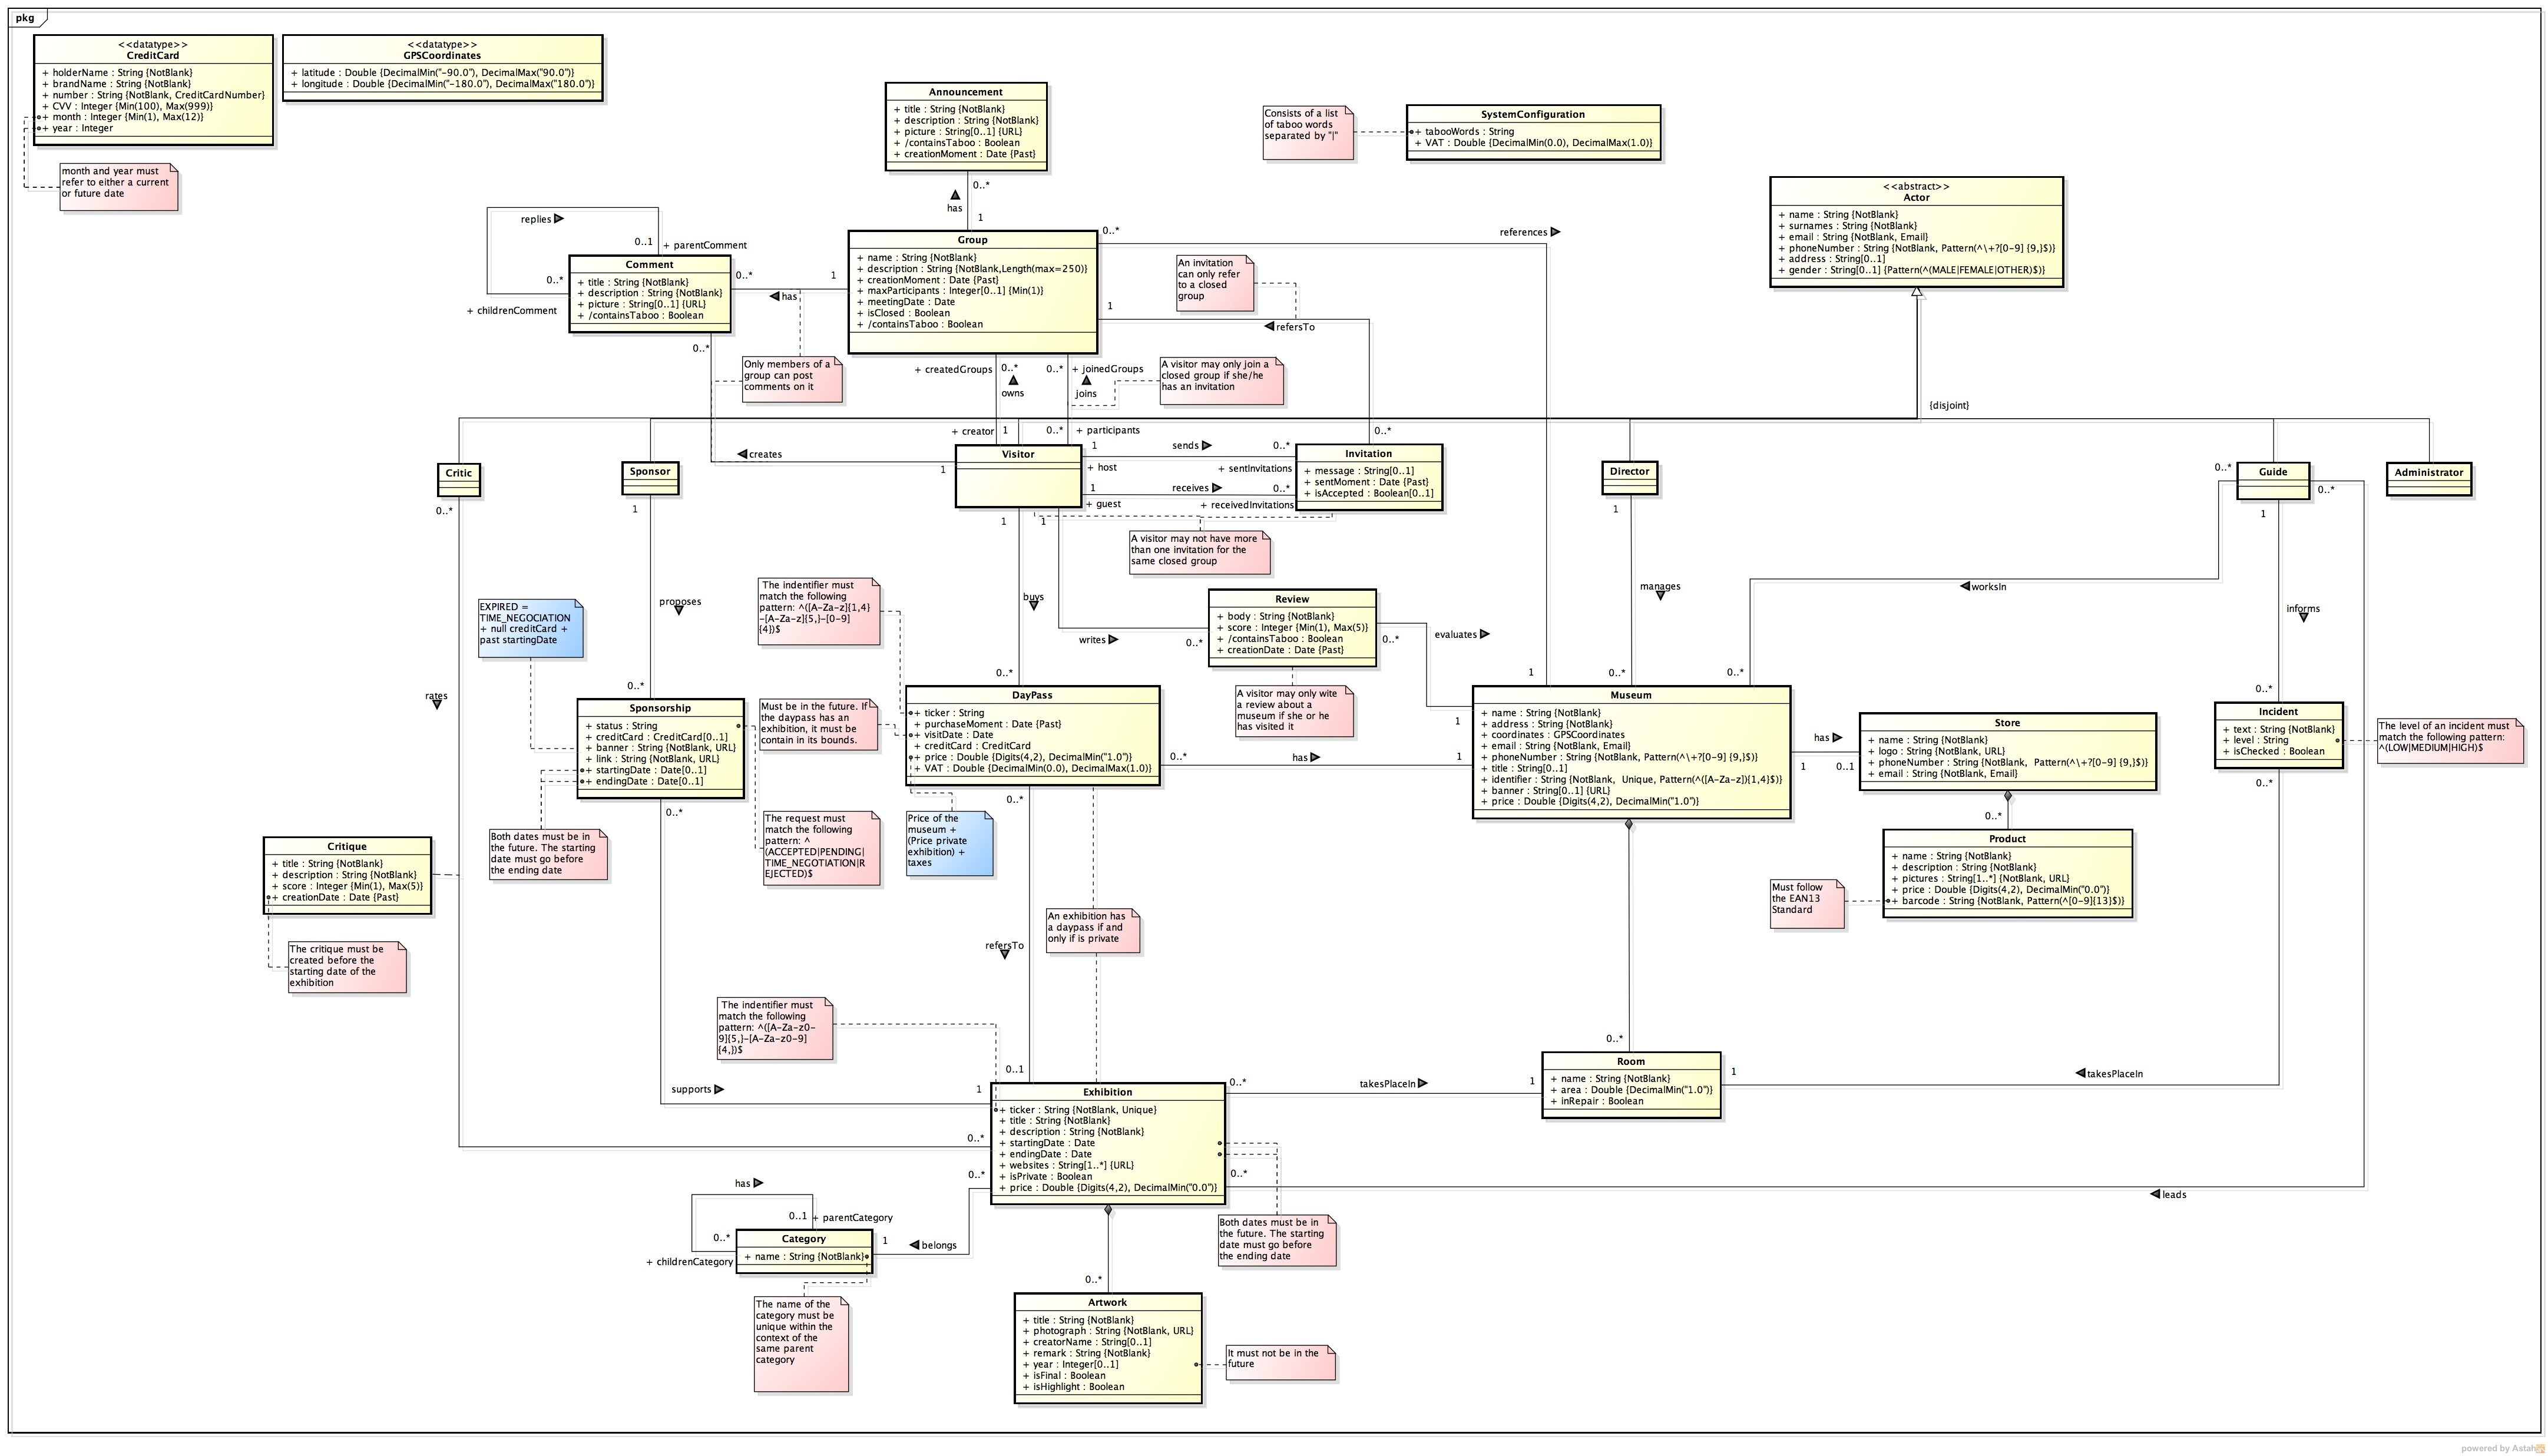 pkg
<<datatype>>
CreditCard
+ holderName : String {NotBlank}
+ brandName : String {NotBlank}
+ number : String {NotBlank, CreditCardNumber}
+ CVV : Integer {Min(100), Max(999)}
+ month : Integer {Min(1), Max(12)}
+ year : Integer
month and year must
refer to either a current
or future date
<<datatype>>
GPSCoordinates
+ latitude : Double {DecimalMin("-90.0"), DecimalMax("90.0")}
+ longitude : Double {DecimalMin("-180.0"), DecimalMax("180.0")}
Announcement
+ title : String {NotBlank}
+ description : String {NotBlank}
+ picture : String[0..1] {URL}
+ /containsTaboo : Boolean
+ creationMoment : Date {Past}
0..*
has
1
Consists of a list
of taboo words
separated by "|"
SystemConfiguration
+ tabooWords : String
+ VAT : Double {DecimalMin(0.0), DecimalMax(1.0)}
<<abstract>>
Actor
+ name : String {NotBlank}
+ surnames : String {NotBlank}
+ email : String {NotBlank, Email}
+ phoneNumber : String {NotBlank, Pattern(^\+?[0-9] {9,}$)}
+ address : String[0..1]
+ gender : String[0..1] {Pattern(^(MALE|FEMALE|OTHER)$)}
{disjoint}
replies
0..1
+ parentComment
0..*
+ childrenComment
Comment
+ title : String {NotBlank}
+ description : String {NotBlank}
+ picture : String[0..1] {URL}
+ /containsTaboo : Boolean
0..*
1
has
0..*
Only members of a
group can post
comments on it
Group
+ name : String {NotBlank}
+ description : String {NotBlank,Length(max=250)}
+ creationMoment : Date {Past}
+ maxParticipants : Integer[0..1] {Min(1)}
+ meetingDate : Date
+ isClosed : Boolean
+ /containsTaboo : Boolean
0..*
references
An invitation
can only refer
to a closed
group
1
refersTo
+ createdGroups
0..*
owns
0..*
+ joinedGroups
joins
A visitor may only join a
closed group if she/he
has an invitation
+ creator
1
0..*
+ participants
0..*
creates
1
Critic
0..*
Sponsor
1
Visitor
1
sends
0..*
+ host
+ sentInvitations
1
receives
0..*
+ guest
+ receivedInvitations
1
1
Invitation
+ message : String[0..1]
+ sentMoment : Date {Past}
+ isAccepted : Boolean[0..1]
A visitor may not have more
than one invitation for the
same closed group
Director
1
Guide
0..*
0..*
1
Administrator
manages
worksIn
informs
rates
proposes
buys
writes
0..*
EXPIRED =
TIME_NEGOCIATION
+ null creditCard +
past startingDate
The indentifier must
match the following
pattern: ^([A-Za-z]{1,4}
-[A-Za-z]{5,}-[0-9]
{4})$
Review
+ body : String {NotBlank}
+ score : Integer {Min(1), Max(5)}
+ /containsTaboo : Boolean
+ creationDate : Date {Past}
0..*
evaluates
1
A visitor may only wite
a review about a
museum if she or he
has visited it
0..*
Sponsorship
+ status : String
+ creditCard : CreditCard[0..1]
+ banner : String {NotBlank, URL}
+ link : String {NotBlank, URL}
+ startingDate : Date[0..1]
+ endingDate : Date[0..1]
0..*
Must be in the future. If
the daypass has an
exhibition, it must be
contain in its bounds.
0..*
DayPass
+ ticker : String
+ purchaseMoment : Date {Past}
+ visitDate : Date
+ creditCard : CreditCard
+ price : Double {Digits(4,2), DecimalMin("1.0")}
+ VAT : Double {DecimalMin(0.0), DecimalMax(1.0)}
0..*
has
1
1
0..*
0..*
Museum
+ name : String {NotBlank}
+ address : String {NotBlank}
+ coordinates : GPSCoordinates
+ email : String {NotBlank, Email}
+ phoneNumber : String {NotBlank, Pattern(^\+?[0-9] {9,}$)}
+ title : String[0..1]
+ identifier : String {NotBlank, Unique, Pattern(^([A-Za-z]){1,4}$)}
+ banner : String[0..1] {URL}
+ price : Double {Digits(4,2), DecimalMin("1.0")}
has
1
0..1
Store
+ name : String {NotBlank}
+ logo : String {NotBlank, URL}
+ phoneNumber : String {NotBlank, Pattern(^\+?[0-9] {9,}$)}
+ email : String {NotBlank, Email}
0..*
Incident
+ text : String {NotBlank}
+ level : String
+ isChecked : Boolean
0..*
The level of an incident must
match the following pattern:
^(LOW|MEDIUM|HIGH)$
Both dates must be in
the future. The starting
date must go before
the ending date
The request must
match the following
pattern: ^
(ACCEPTED|PENDING|
TIME_NEGOTIATION|R
EJECTED)$
Price of the
museum +
(Price private
exhibition) +
taxes
0..*
0..*
Product
+ name : String {NotBlank}
+ description : String {NotBlank}
+ pictures : String[1..*] {NotBlank, URL}
+ price : Double {Digits(4,2), DecimalMin("0.0")}
+ barcode : String {NotBlank, Pattern(^[0-9]{13}$)}
Must follow
the EAN13
Standard
Critique
+ title : String {NotBlank}
+ description : String {NotBlank}
+ score : Integer {Min(1), Max(5)}
+ creationDate : Date {Past}
The critique must be
created before the
starting date of the
exhibition
An exhibition has
a daypass if and
only if is private
refersTo
The indentifier must
match the following
pattern: ^([A-Za-z0-
9]{5,}-[A-Za-z0-9]
{4,})$
0..1
supports
1
0..*
0..*
Exhibition
+ ticker : String {NotBlank, Unique}
+ title : String {NotBlank}
+ description : String {NotBlank}
+ startingDate : Date
+ endingDate : Date
+ websites : String[1..*] {URL}
+ isPrivate : Boolean
+ price : Double {Digits(4,2), DecimalMin("0.0")}
0..*
takesPlaceIn
1
0..*
Room
+ name : String {NotBlank}
+ area : Double {DecimalMin("1.0")}
+ inRepair : Boolean
1
takesPlaceIn
0..*
leads
Both dates must be in
the future. The starting
date must go before
the ending date
has
0..1
+ parentCategory
0..*
+ childrenCategory
Category
+ name : String {NotBlank}
1
belongs
The name of the
category must be
unique within the
context of the
same parent
category
0..*
Artwork
+ title : String {NotBlank}
+ photograph : String {NotBlank, URL}
+ creatorName : String[0..1]
+ remark : String {NotBlank}
+ year : Integer[0..1]
+ isFinal : Boolean
+ isHighlight : Boolean
It must not be in the
future
powered by Astah